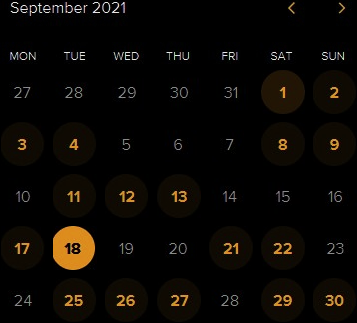 September 2021
MON TUE WED THU FRI SAT SUN
27 28 29 30 31 1 2
3 4 5 6 7 8 9
10 11 12 13 14 15 16
17 18 19 20 21 22 23
24 25 26 27 28 29 30